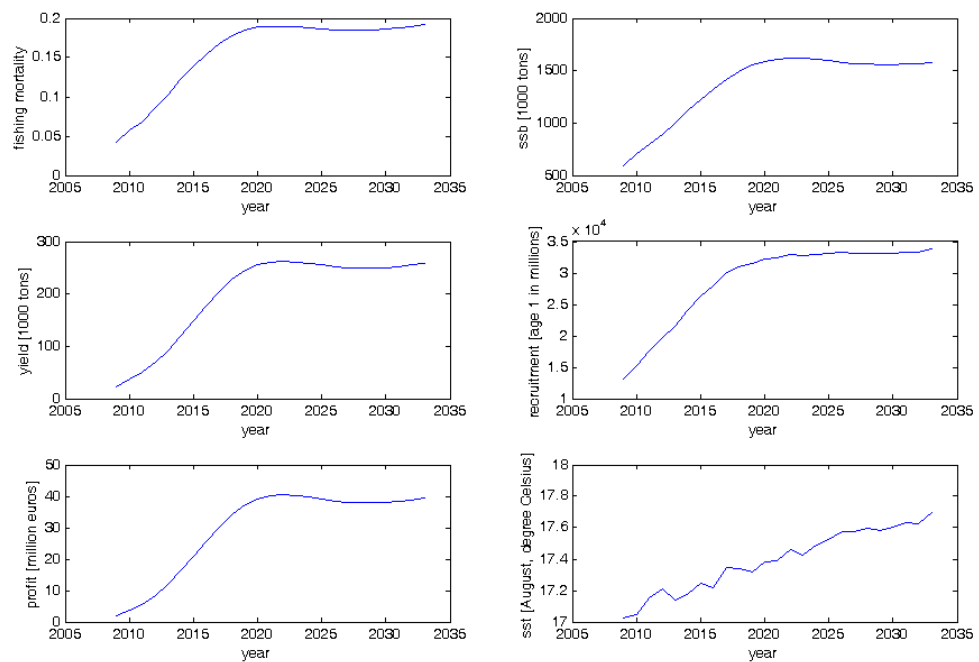 0.2
0.15
0.1
0.05
0
fishing mortality
2005 2010 2015 2020 2025 2030 2035
year
2000
1500
1000
500
ssb [1000 tons]
2005 2010 2015 2020 2025 2030 2035
year
300
200
100
0
yield [1000 tons]
2005 2010 2015 2020 2025 2030 2035
year
x 10^4
3.5
3
2.5
2
1.5
1
recruitment [age 1 in millions]
2005 2010 2015 2020 2025 2030 2035
year
50
40
30
20
10
0
profit [million euros]
2005 2010 2015 2020 2025 2030 2035
year
18
17.8
17.6
17.4
17.2
17
sst [August, degree Celsius]
2005 2010 2015 2020 2025 2030 2035
year